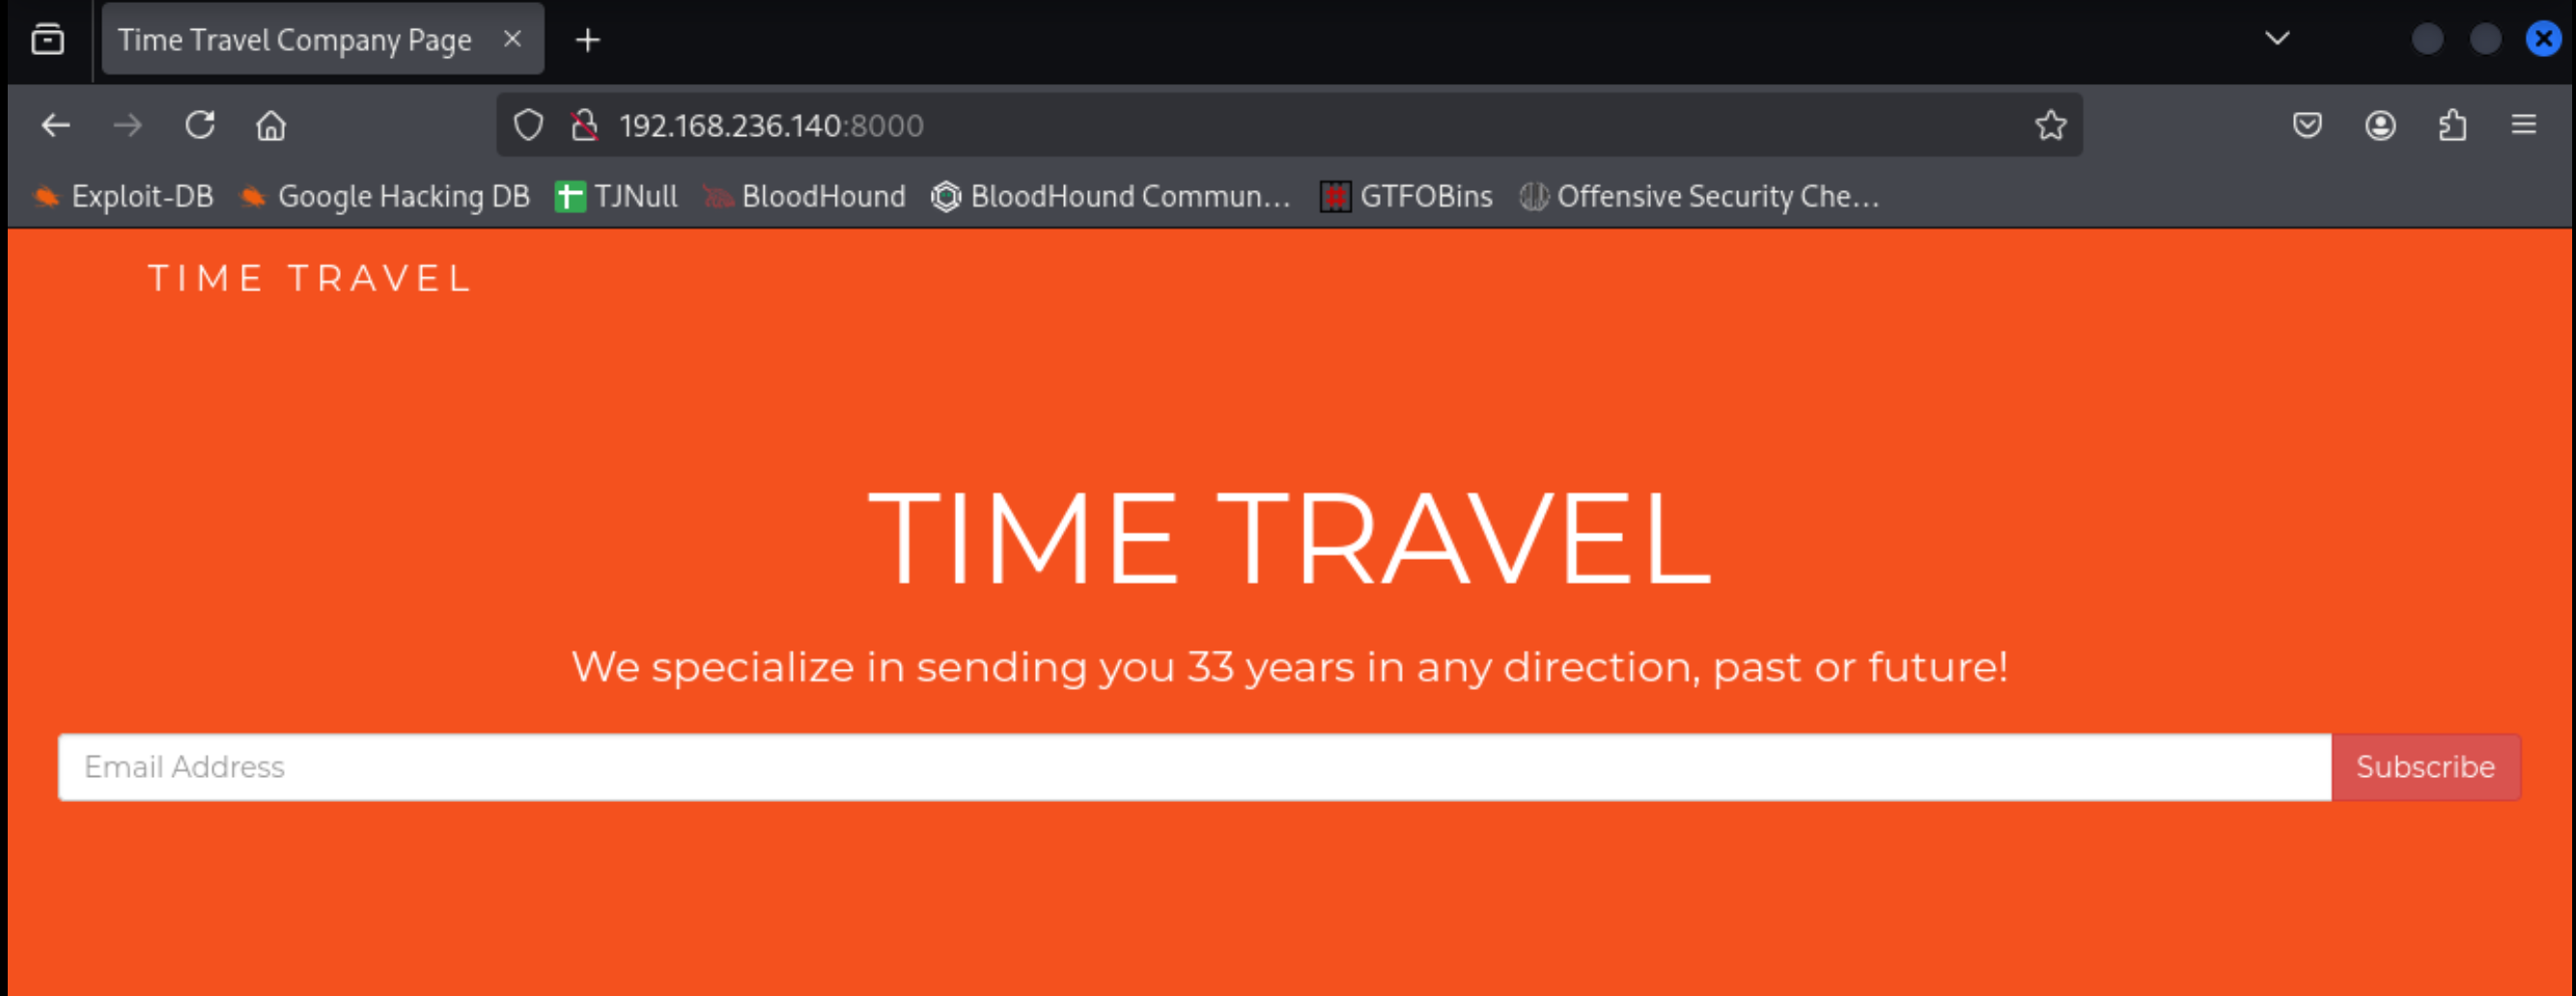 Time Travel Company Page
192.168.236.140:8000
Exploit-DB Google Hacking DB TJNull BloodHound BloodHound Commun... GTFOBins Offensive Security Che...
TIME TRAVEL
TIME TRAVEL
We specialize in sending you 33 years in any direction, past or future!
Email Address Subscribe